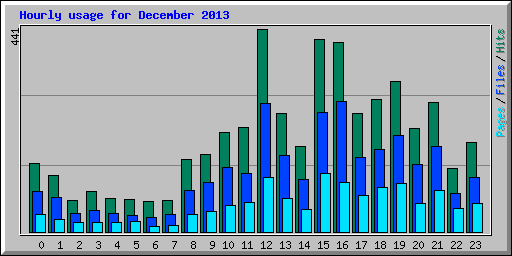 Hourly usage for December 2013
441
Pages/Files/Hits
0 1 2 3 4 5 6 7 8 9 10 11 12 13 14 15 16 17 18 19 20 21 22 23